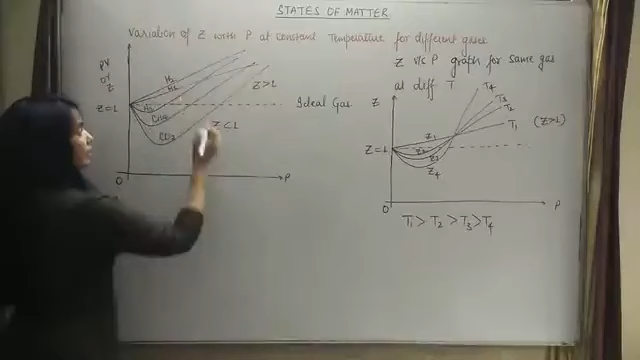 STATES OF MATTER
Variation of Z with P at constant Temperature for different gases
PV
or
Z
Z=1
H₂
He
N₂
CH₄
CO₂
Z>1
Z<1
Ideal Gas
O
P
Z v/s P graph for same gas
at diff T
Z
Z=1
T₄
T₃
T₂
T₁
(Z>1)
Z₁
Z₂
Z₃
Z₄
O
P
T₁ > T₂ > T₃ > T₄